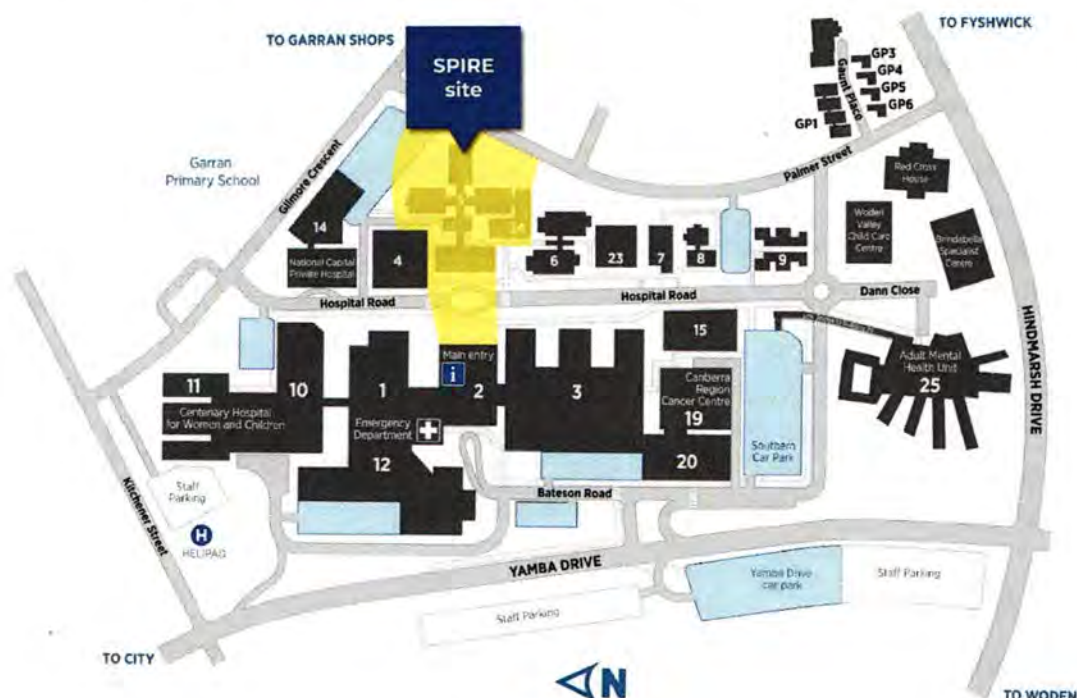 TO GARRAN SHOPS
SPIRE
site
TO FYSHWICK
GP3
GP4
GP5
GP6
GP1
Gaunt Place
Palmer Street
Red Cross
House
Garran
Primary School
Gilmore Crescent
14
National Capital
Private Hospital
4
6
23
7
8
9
Woden
Valley
Child Care
Centre
Brindabella
Specialist
Centre
Hospital Road
Hospital Road
Dann Close
HINDMARSH DRIVE
11
Centenary Hospital
for Women and Children
10
1
Main entry
i
2
3
15
Canberra
Region
Cancer Centre
19
20
Adult Mental
Health Unit
25
Emergency
Department
12
Southern
Car Park
Bateson Road
Kitchener Street
Staff
Parking
H
HELIPAD
YAMBA DRIVE
Yamba Drive
car park
Staff Parking
Staff Parking
TO CITY
N
TO WODEN